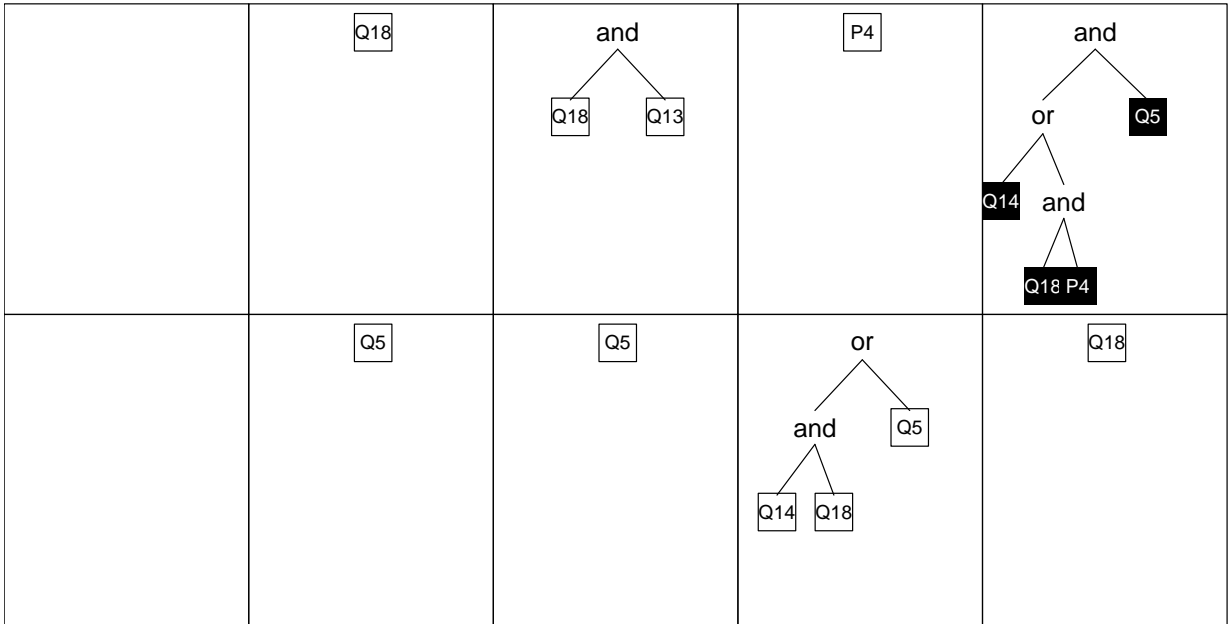 Q18 and P4 and
Q18 Q13 or Q5
Q14 and
Q18 P4
Q5 Q5 or Q18
and Q5
Q14 Q18